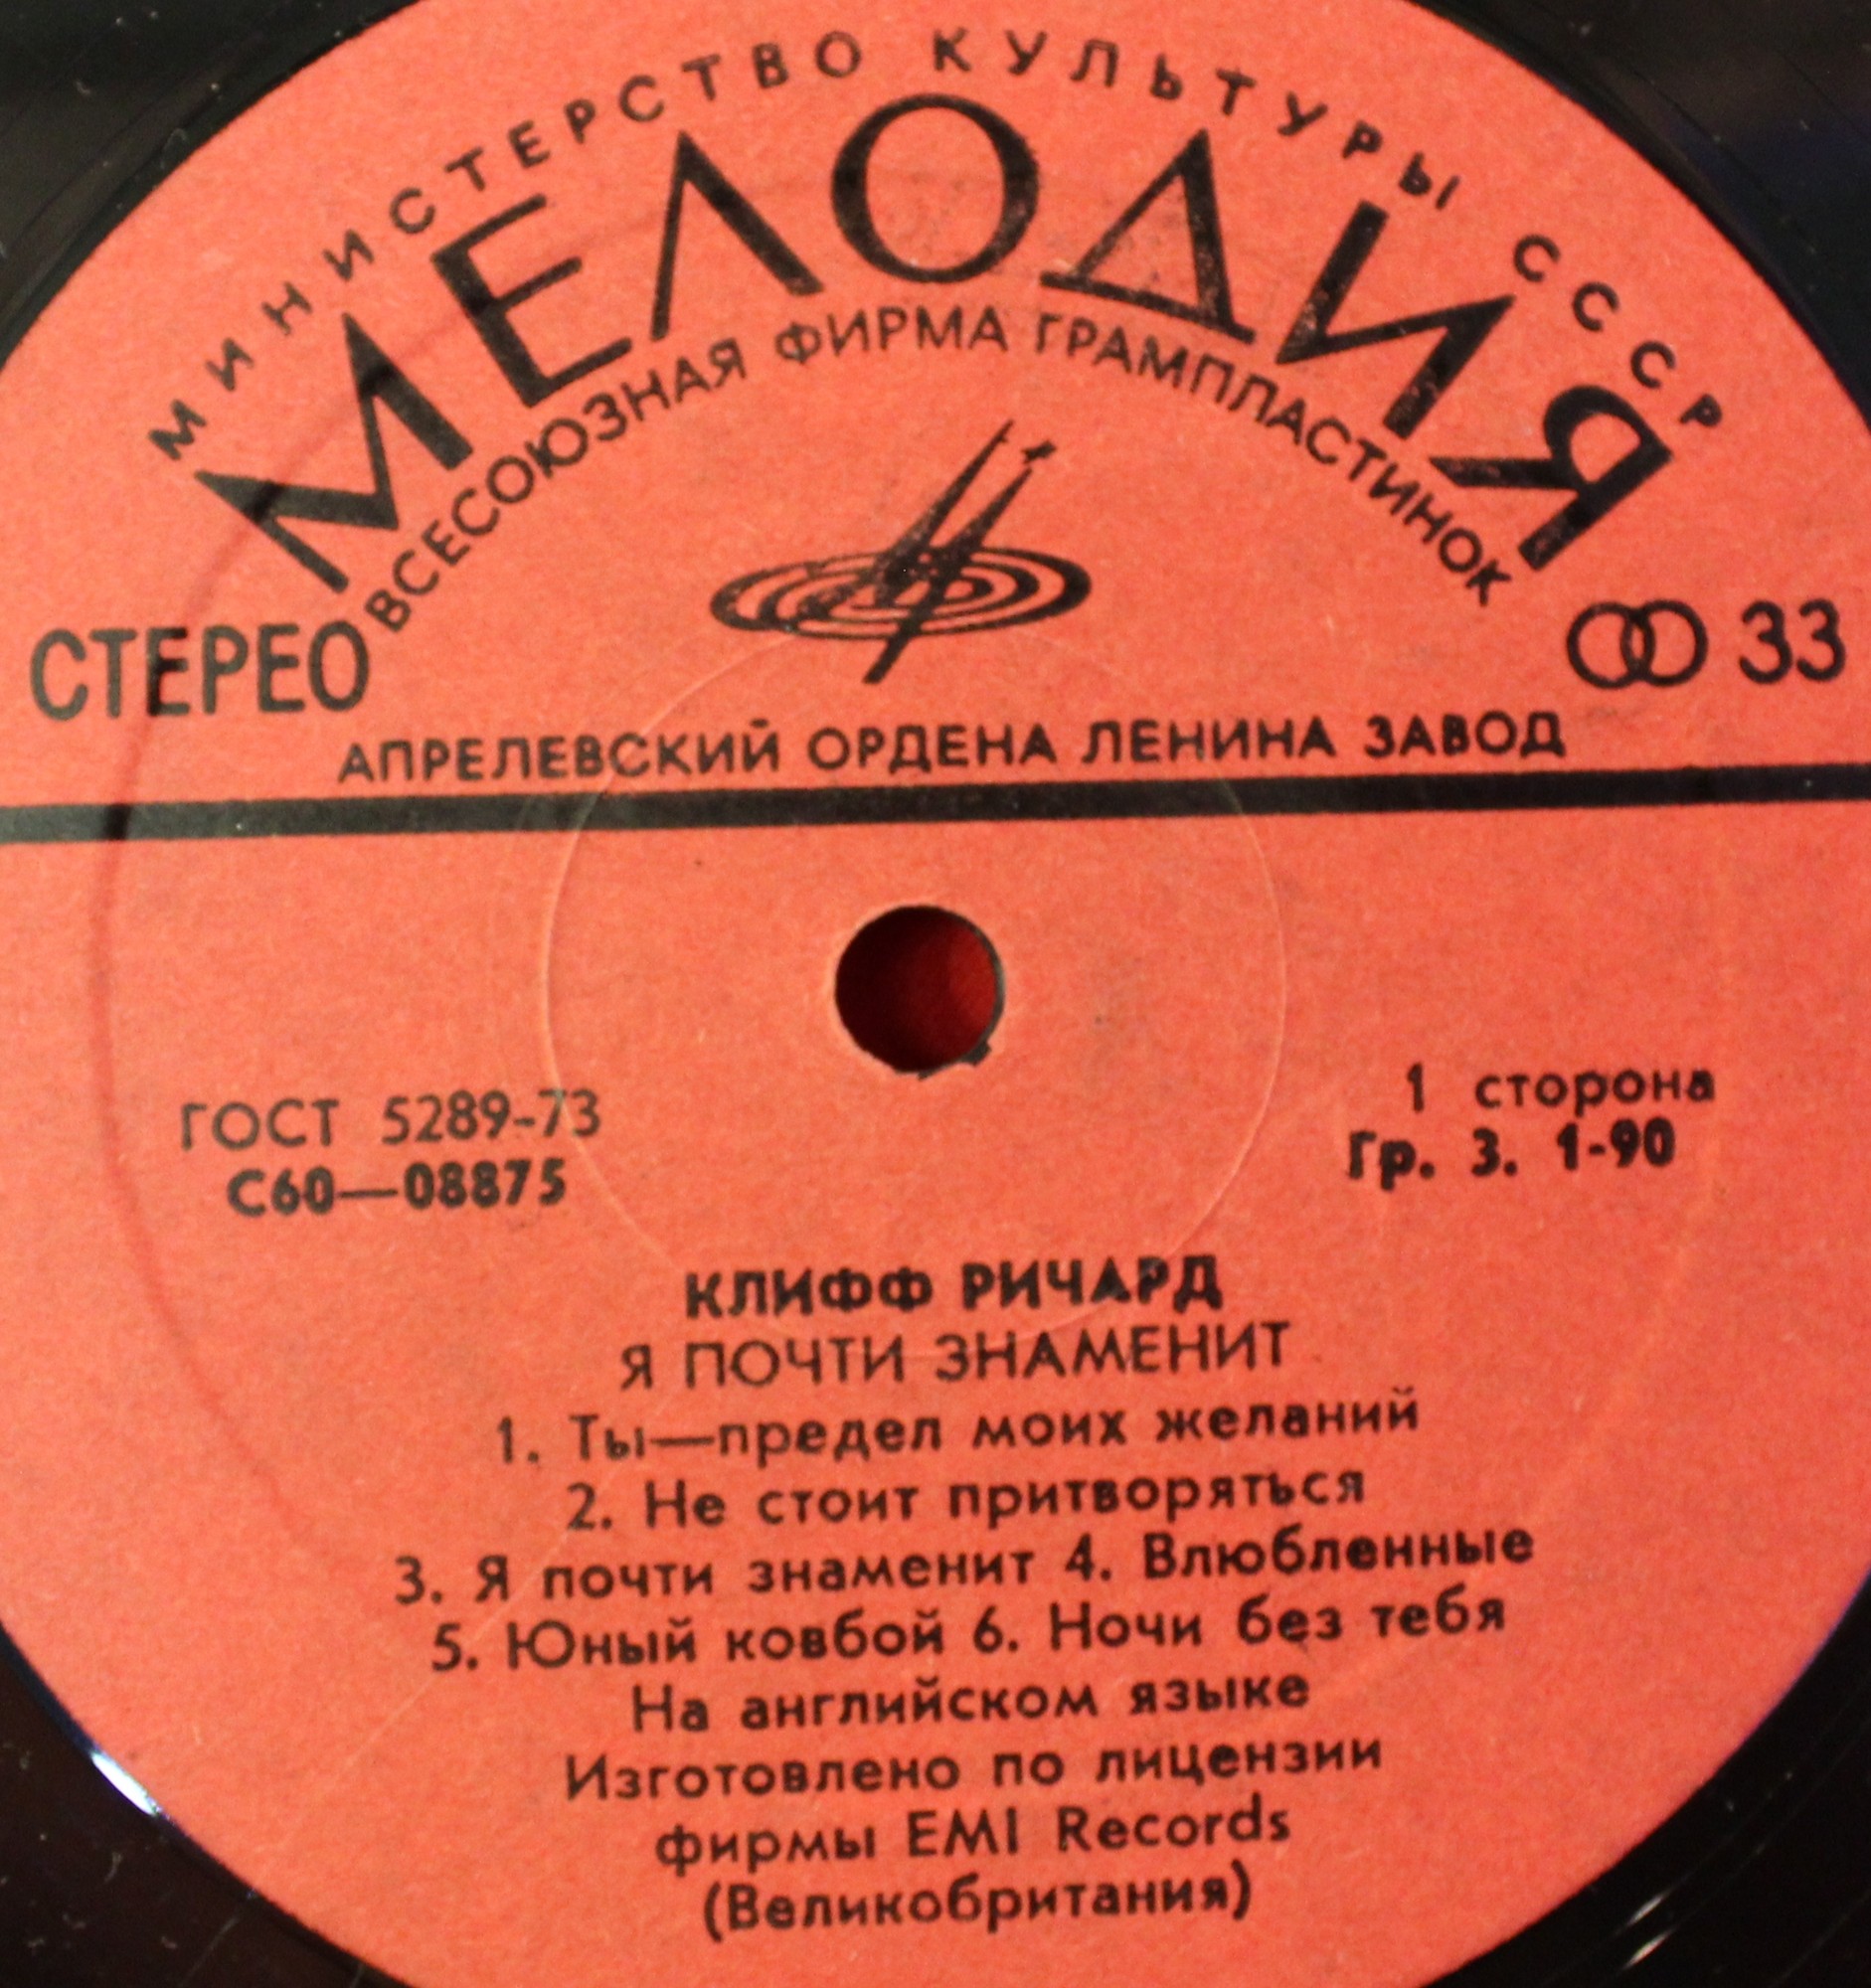 МИНИСТЕРСТВО КУЛЬТУРЫ СССР
МЕЛОДИЯ
ВСЕСОЮЗНАЯ ФИРМА ГРАМПЛАСТИНОК
СТЕРЕО 33
АПРЕЛЕВСКИЙ ОРДЕНА ЛЕНИНА ЗАВОД
ГОСТ 5289-73
С60—08875
1 сторона
Гр. 3. 1-90
КЛИФФ РИЧАРД
Я ПОЧТИ ЗНАМЕНИТ
1. Ты—предел моих желаний
2. Не стоит притворяться
3. Я почти знаменит 4. Влюбленные
5. Юный ковбой 6. Ночи без тебя
На английском языке
Изготовлено по лицензии
фирмы EMI Records
(Великобритания)